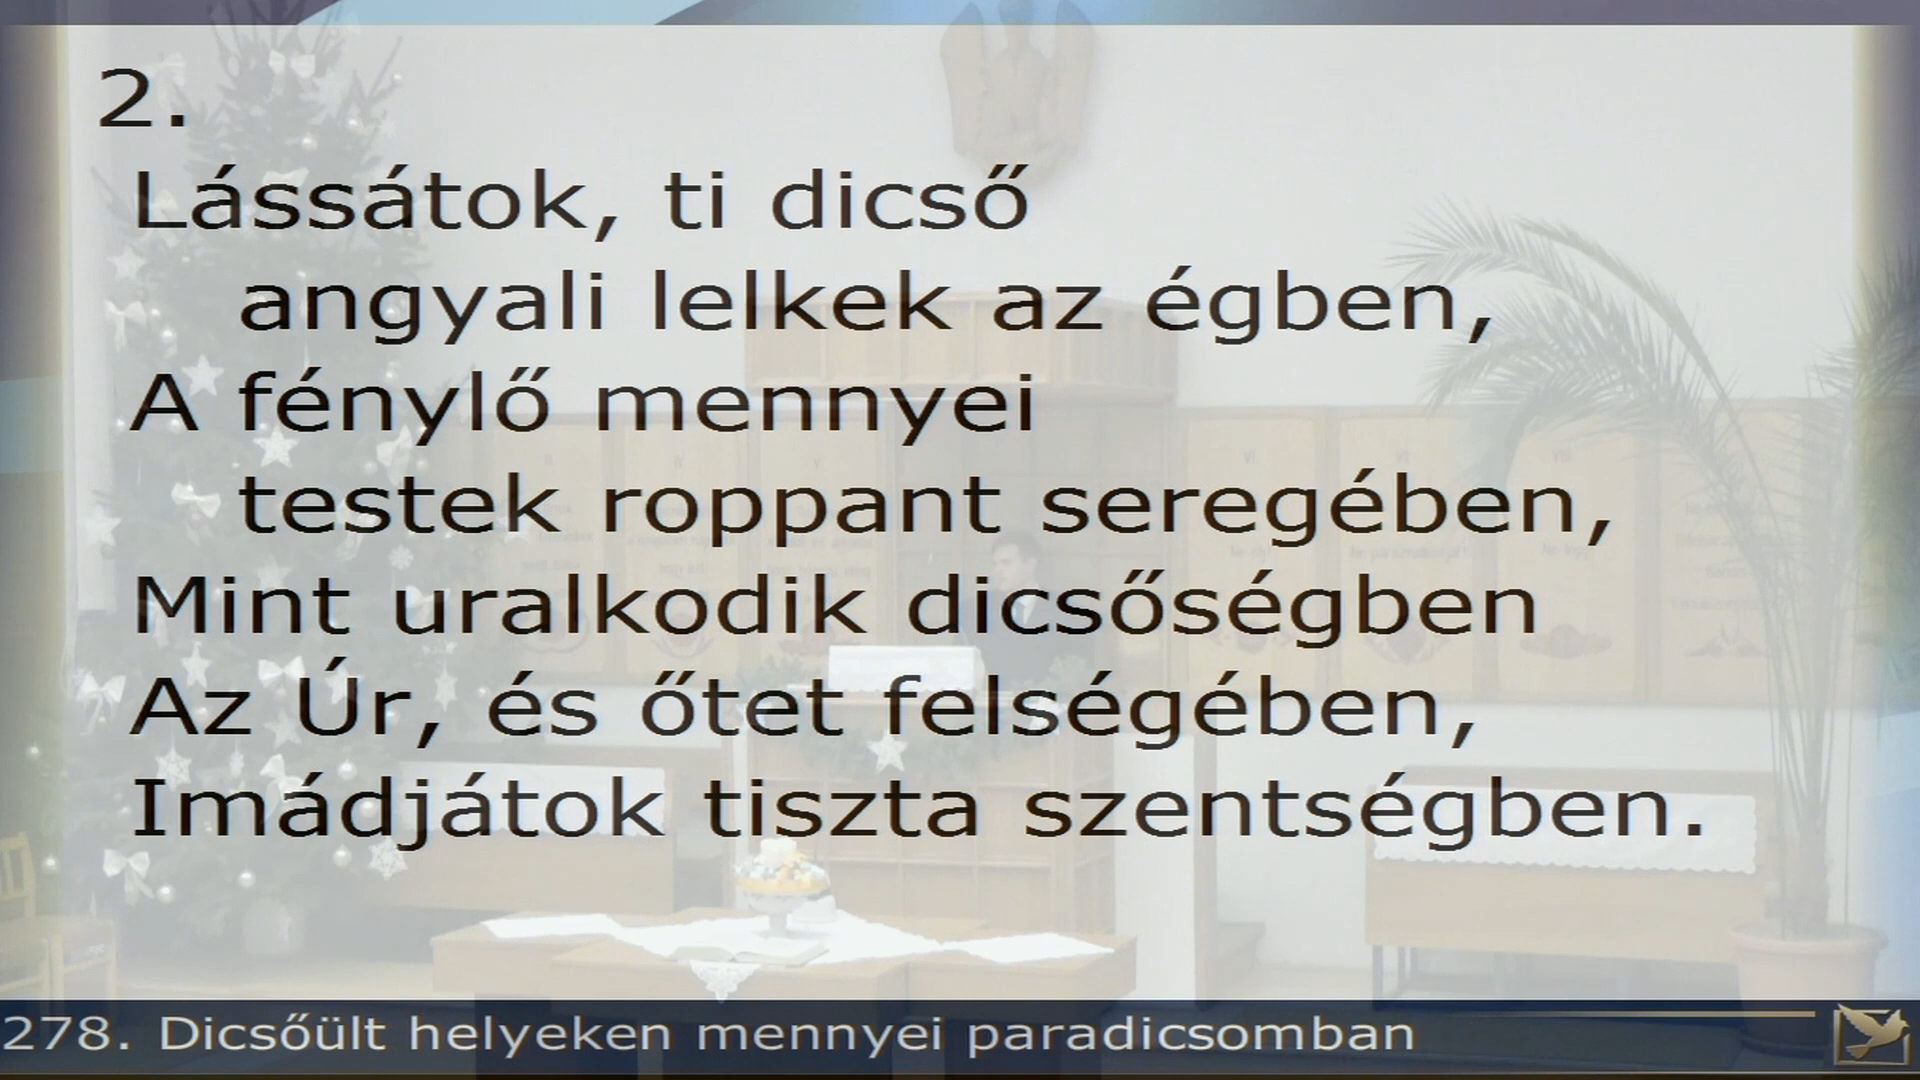 2.
Lássátok, ti dicső
angyali lelkek az égben,
A fénylő mennyei
testek roppant seregében,
Mint uralkodik dicsőségben
Az Úr, és őtet felségében,
Imádjátok tiszta szentségben.
278. Dicsőült helyeken mennyei paradicsomban